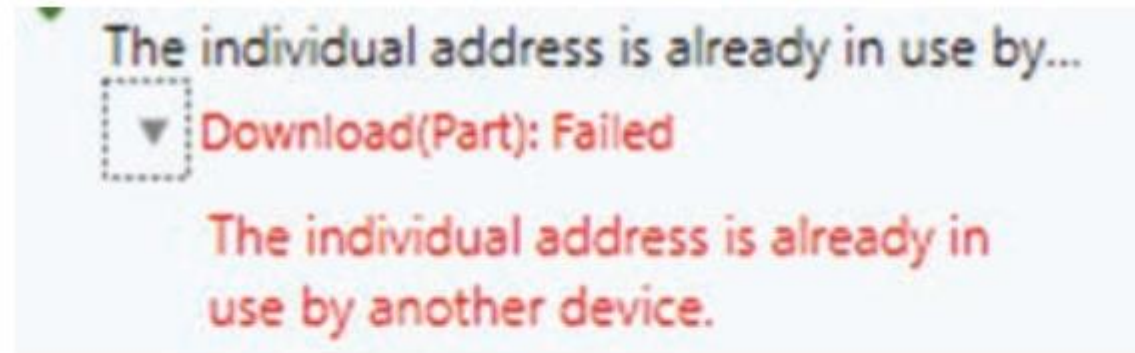 The individual address is already in use by...
Download(Part): Failed
The individual address is already in
use by another device.